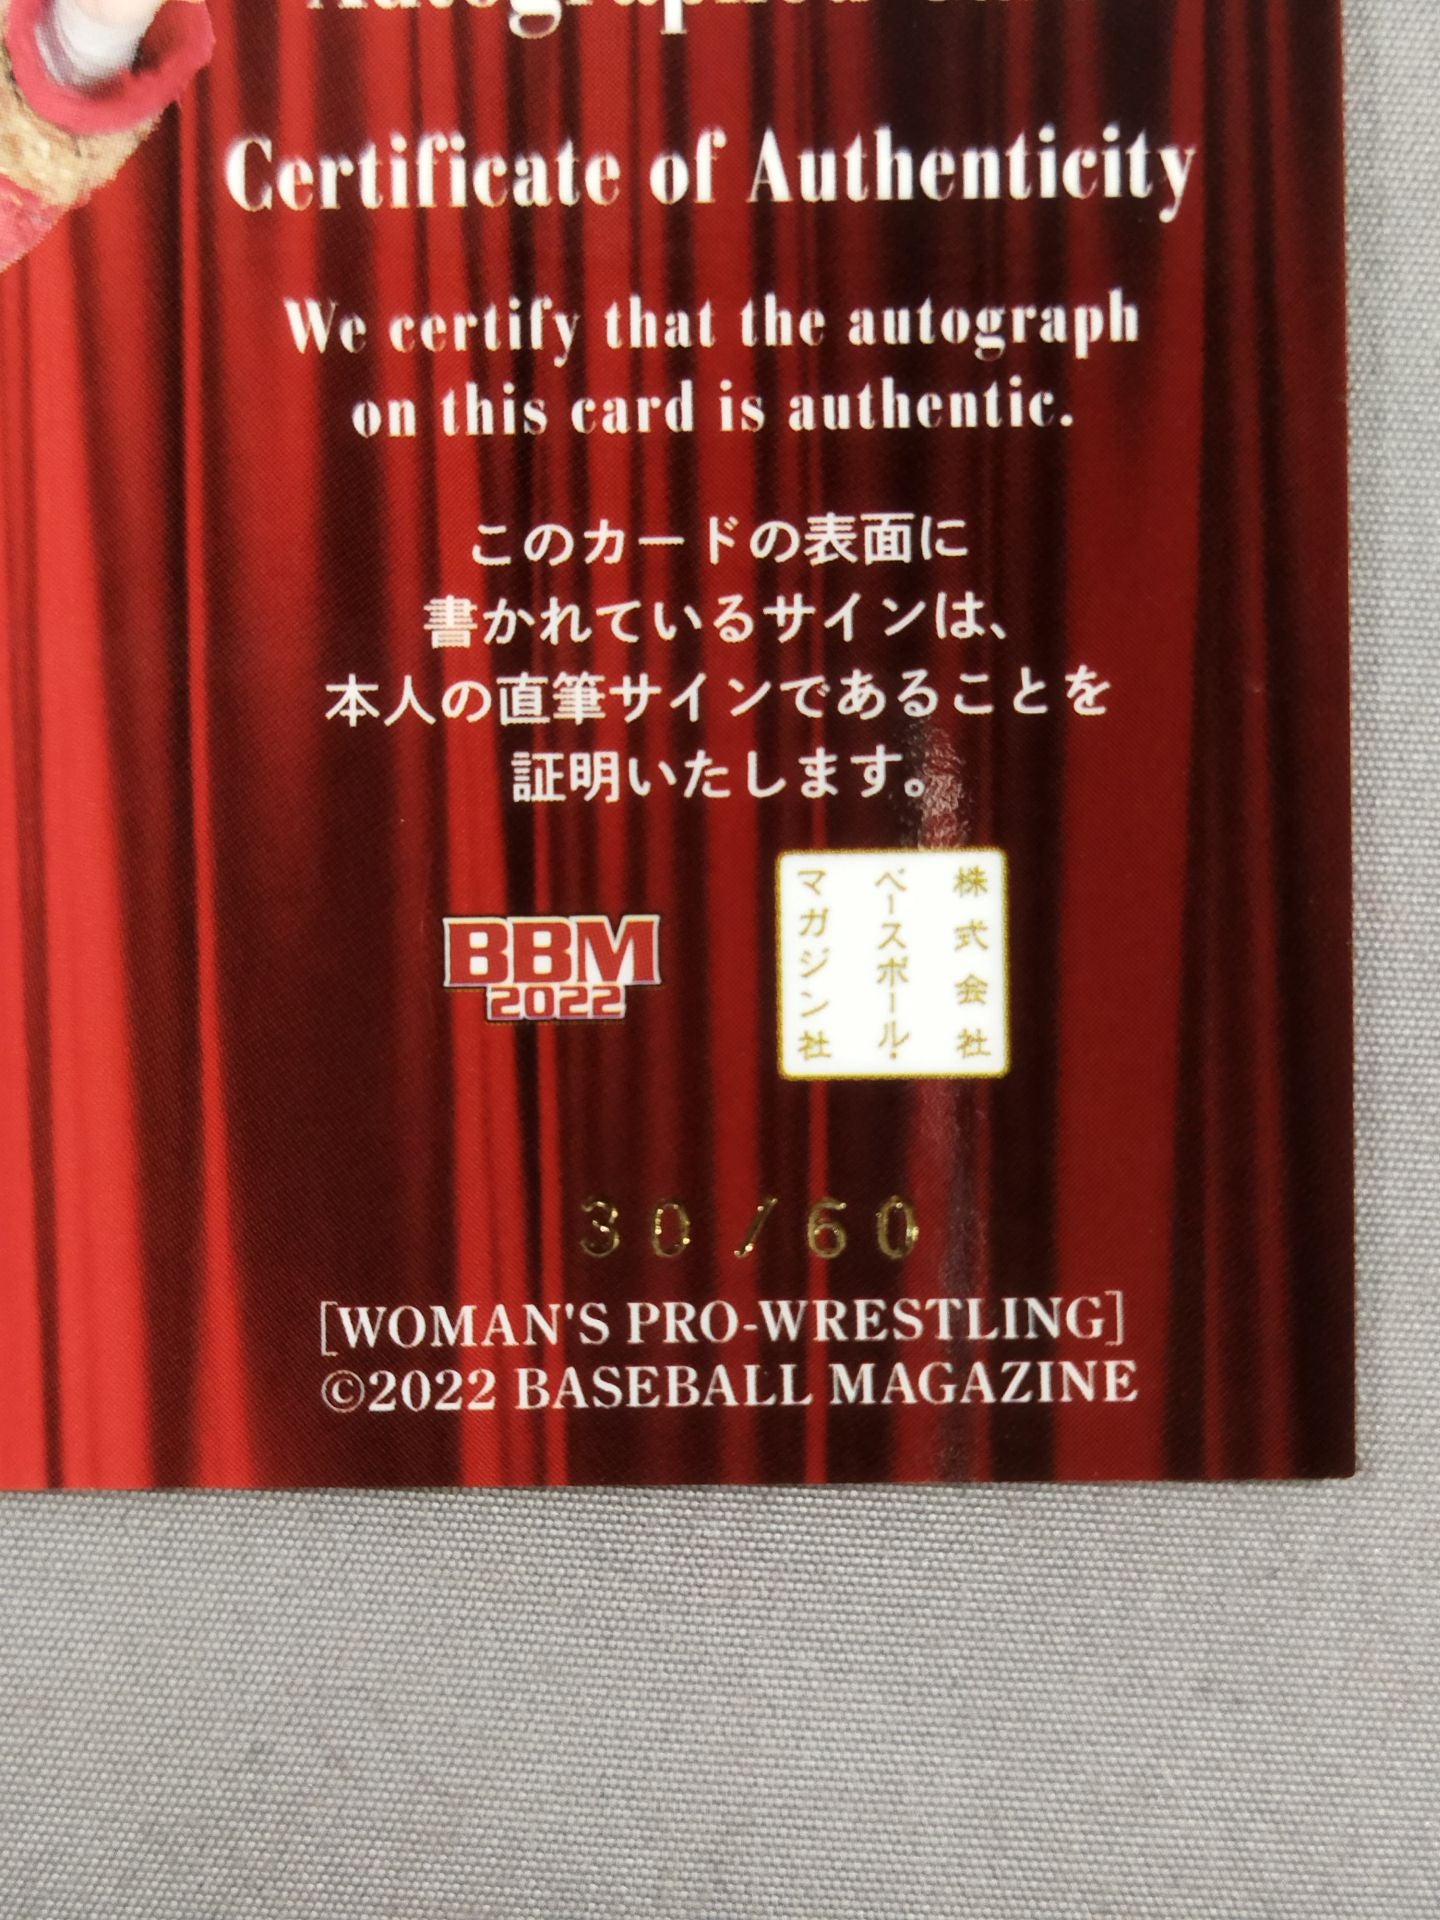 Autographed Card
Certificate of Authenticity
We certify that the autograph
on this card is authentic.
このカードの表面に
書かれているサインは、
本人の直筆サインであることを
証明いたします。
BBM
2022
株式会社
ベースボール・
マガジン社
30/60
[WOMAN'S PRO-WRESTLING]
©2022 BASEBALL MAGAZINE